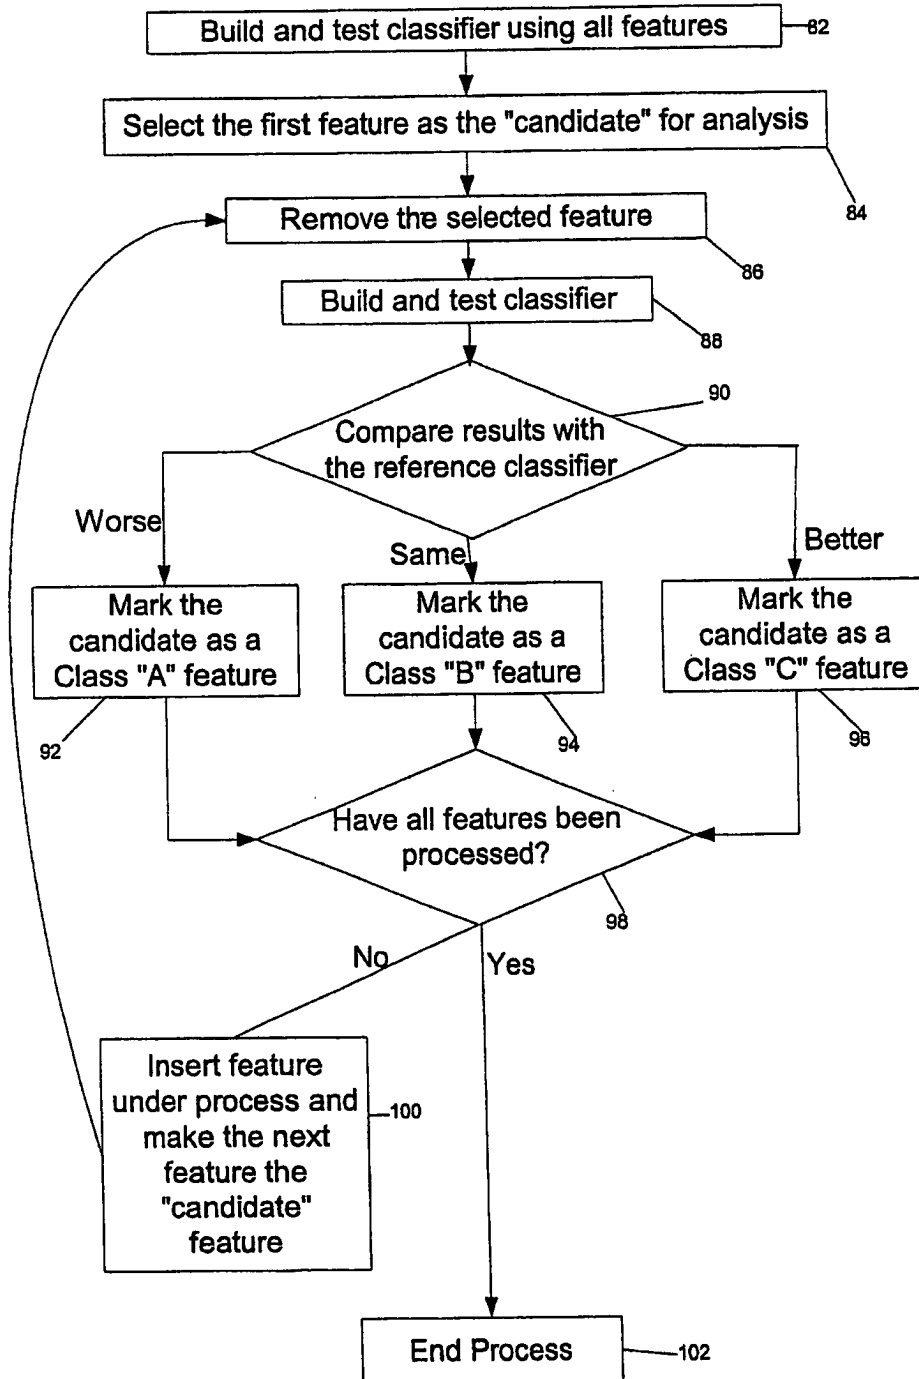 Build and test classifier using all features
82
Select the first feature as the "candidate" for analysis
84
Remove the selected feature
86
Build and test classifier
88
90
Compare results with
the reference classifier
Worse
Same
Better
Mark the
candidate as a
Class "A" feature
Mark the
candidate as a
Class "B" feature
Mark the
candidate as a
Class "C" feature
92
94
96
Have all features been
processed?
98
No
Yes
Insert feature
under process and
make the next
feature the
"candidate"
feature
100
End Process
102